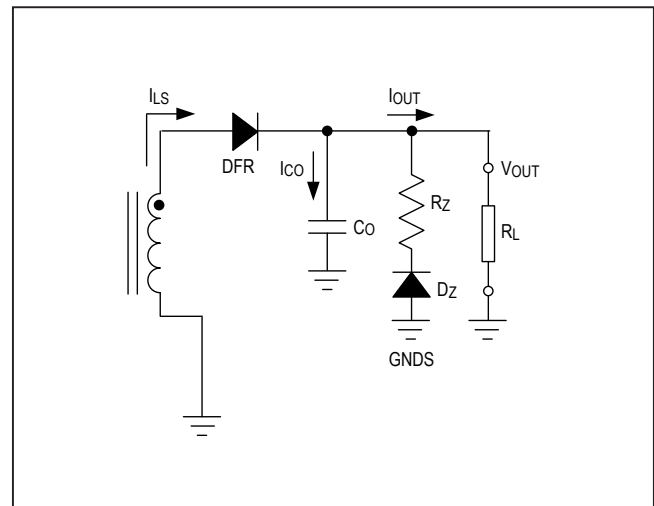 ILS
IOUT
DFR
ICO
VOUT
RZ
CO
RL
DZ
GNDS